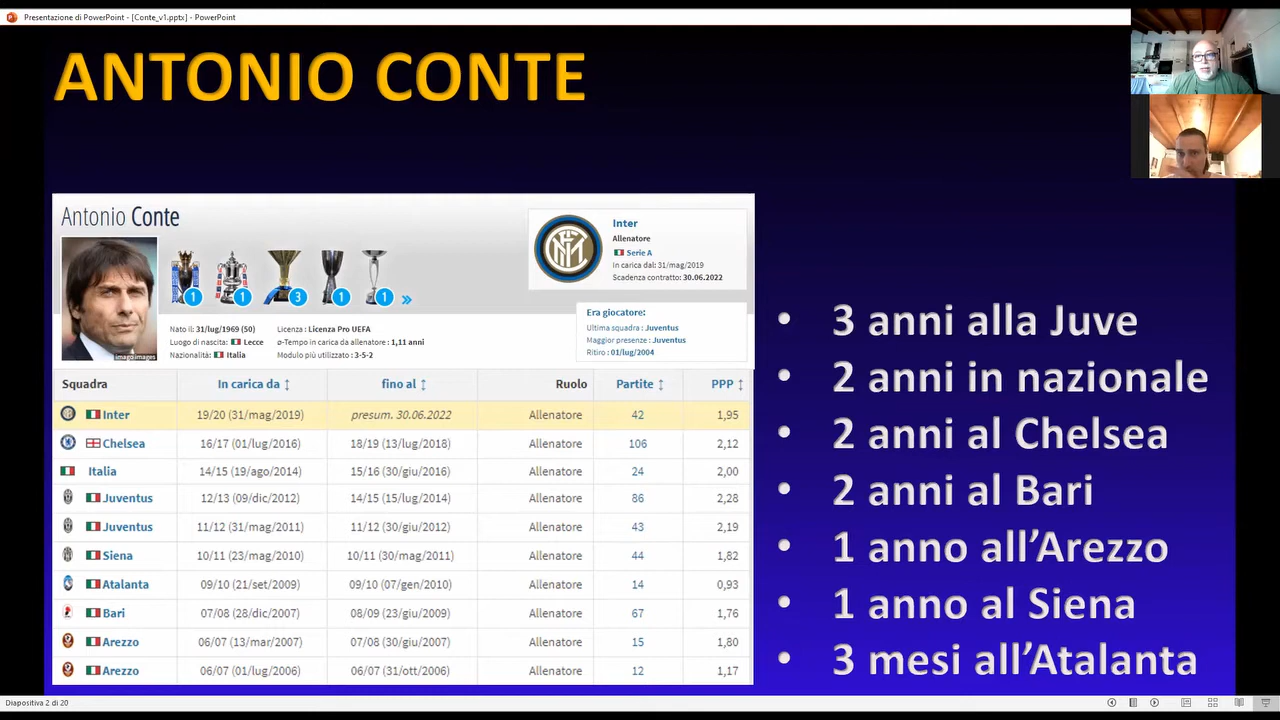 Presentazione di PowerPoint - [Conte_v1.pptx] - PowerPoint
ANTONIO CONTE
Antonio Conte
1 1 3 1 1 »
Inter
Allenatore
Serie A
In carica dal: 31/mag/2019
Scadenza contratto: 30.06.2022
imago images
Nato il: 31/lug/1969 (50)
Luogo di nascita: Lecce
Nazionalità: Italia
Licenza : Licenza Pro UEFA
ø-Tempo in carica da allenatore : 1,11 anni
Modulo più utilizzato : 3-5-2
Era giocatore:
Ultima squadra : Juventus
Maggior presenze : Juventus
Ritiro : 01/lug/2004
Squadra In carica da fino al Ruolo Partite PPP
Inter 19/20 (31/mag/2019) presum. 30.06.2022 Allenatore 42 1,95
Chelsea 16/17 (01/lug/2016) 18/19 (13/lug/2018) Allenatore 106 2,12
Italia 14/15 (19/ago/2014) 15/16 (30/giu/2016) Allenatore 24 2,00
Juventus 12/13 (09/dic/2012) 14/15 (15/lug/2014) Allenatore 86 2,28
Juventus 11/12 (31/mag/2011) 11/12 (30/giu/2012) Allenatore 43 2,19
Siena 10/11 (23/mag/2010) 10/11 (30/mag/2011) Allenatore 44 1,82
Atalanta 09/10 (21/set/2009) 09/10 (07/gen/2010) Allenatore 14 0,93
Bari 07/08 (28/dic/2007) 08/09 (23/giu/2009) Allenatore 67 1,76
Arezzo 06/07 (13/mar/2007) 07/08 (30/giu/2007) Allenatore 15 1,80
Arezzo 06/07 (01/lug/2006) 06/07 (31/ott/2006) Allenatore 12 1,17
• 3 anni alla Juve
• 2 anni in nazionale
• 2 anni al Chelsea
• 2 anni al Bari
• 1 anno all’Arezzo
• 1 anno al Siena
• 3 mesi all’Atalanta
Diapositiva 2 di 20